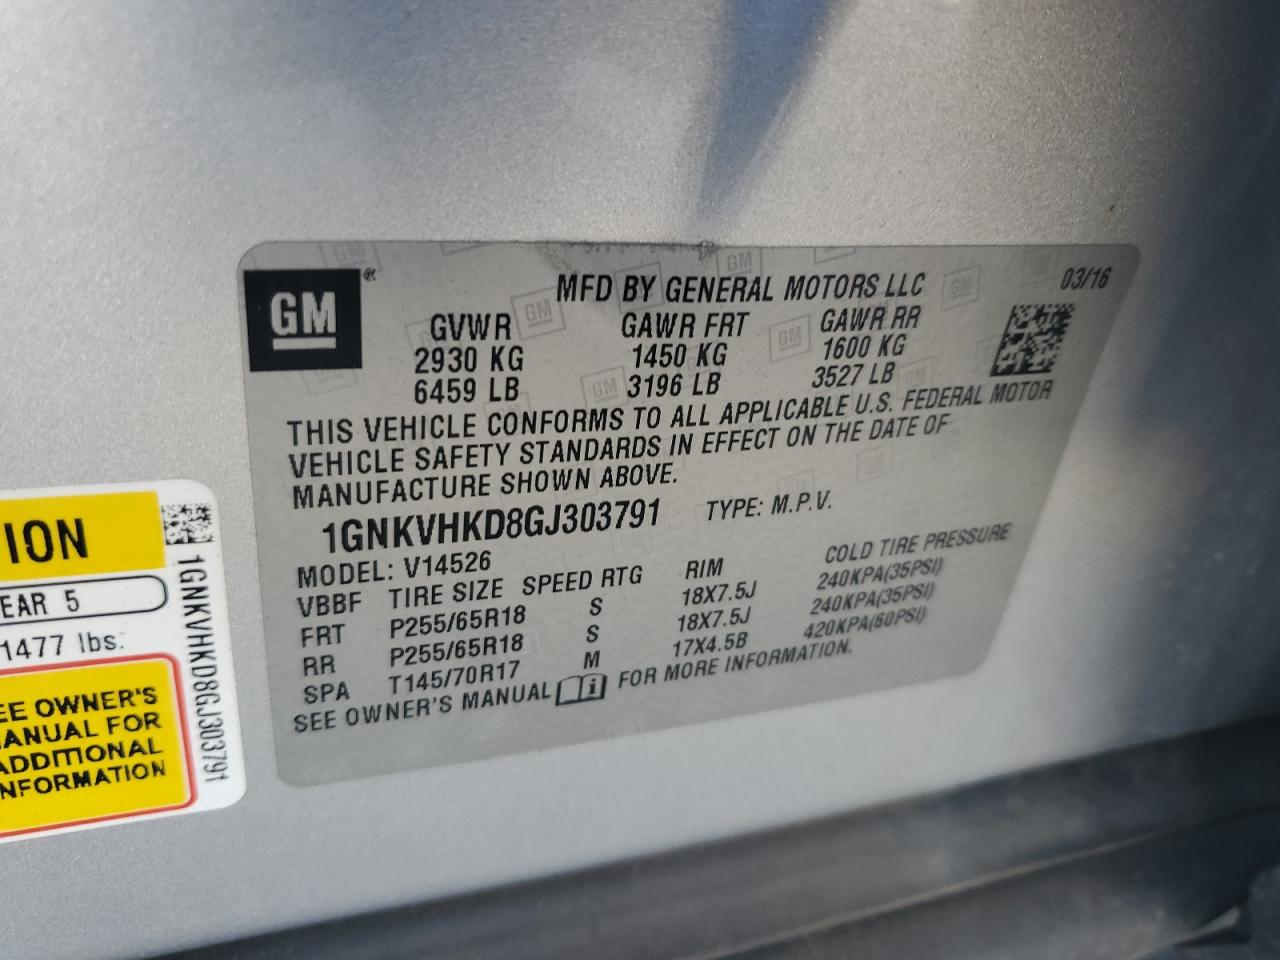 GM
®
MFD BY GENERAL MOTORS LLC
03/16
GVWR GAWR FRT GAWR RR
2930 KG 1450 KG 1600 KG
6459 LB 3196 LB 3527 LB
THIS VEHICLE CONFORMS TO ALL APPLICABLE U.S. FEDERAL MOTOR
VEHICLE SAFETY STANDARDS IN EFFECT ON THE DATE OF
MANUFACTURE SHOWN ABOVE.
1GNKVHKD8GJ303791 TYPE: M.P.V.
MODEL: V14526
VBBF TIRE SIZE SPEED RTG RIM COLD TIRE PRESSURE
FRT P255/65R18 S 18X7.5J 240KPA(35PSI)
RR P255/65R18 S 18X7.5J 240KPA(35PSI)
SPA T145/70R17 M 17X4.5B 420KPA(60PSI)
SEE OWNER'S MANUAL FOR MORE INFORMATION.
ION
EAR 5
1477 lbs.
EE OWNER'S
ANUAL FOR
ADDITIONAL
NFORMATION
1GNKVHKD8GJ303791